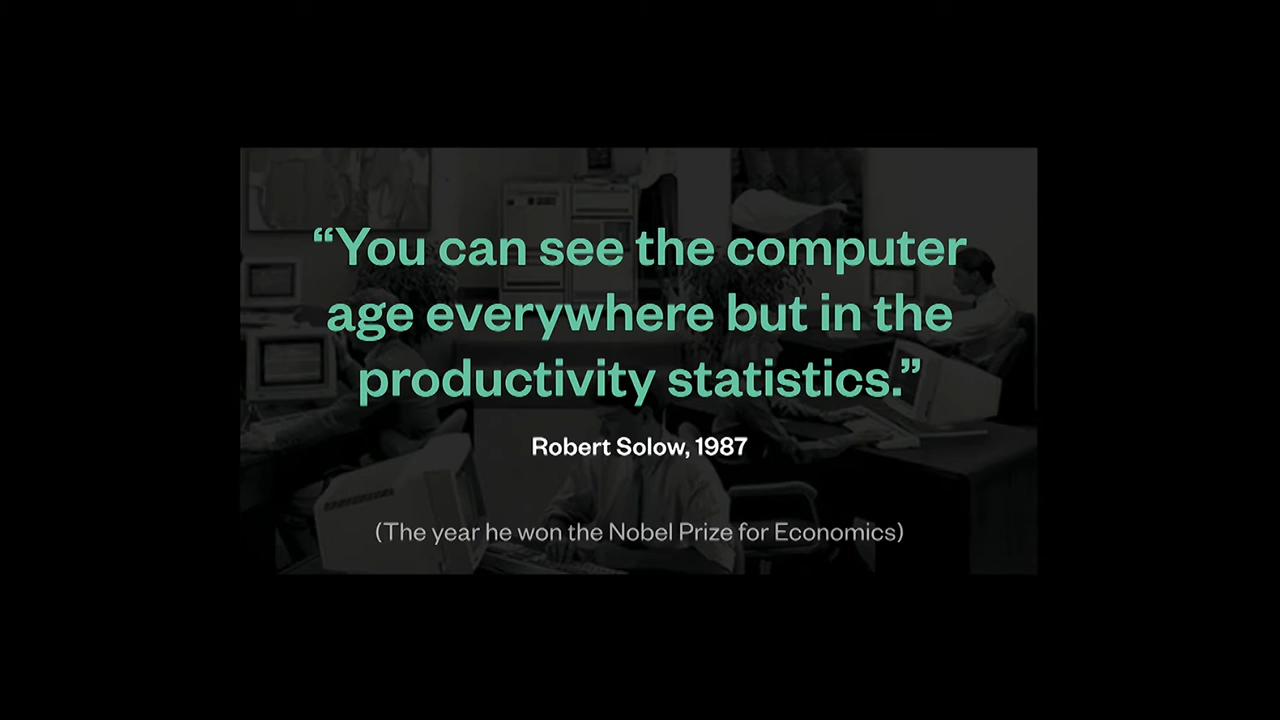 “You can see the computer
age everywhere but in the
productivity statistics.”
Robert Solow, 1987
(The year he won the Nobel Prize for Economics)